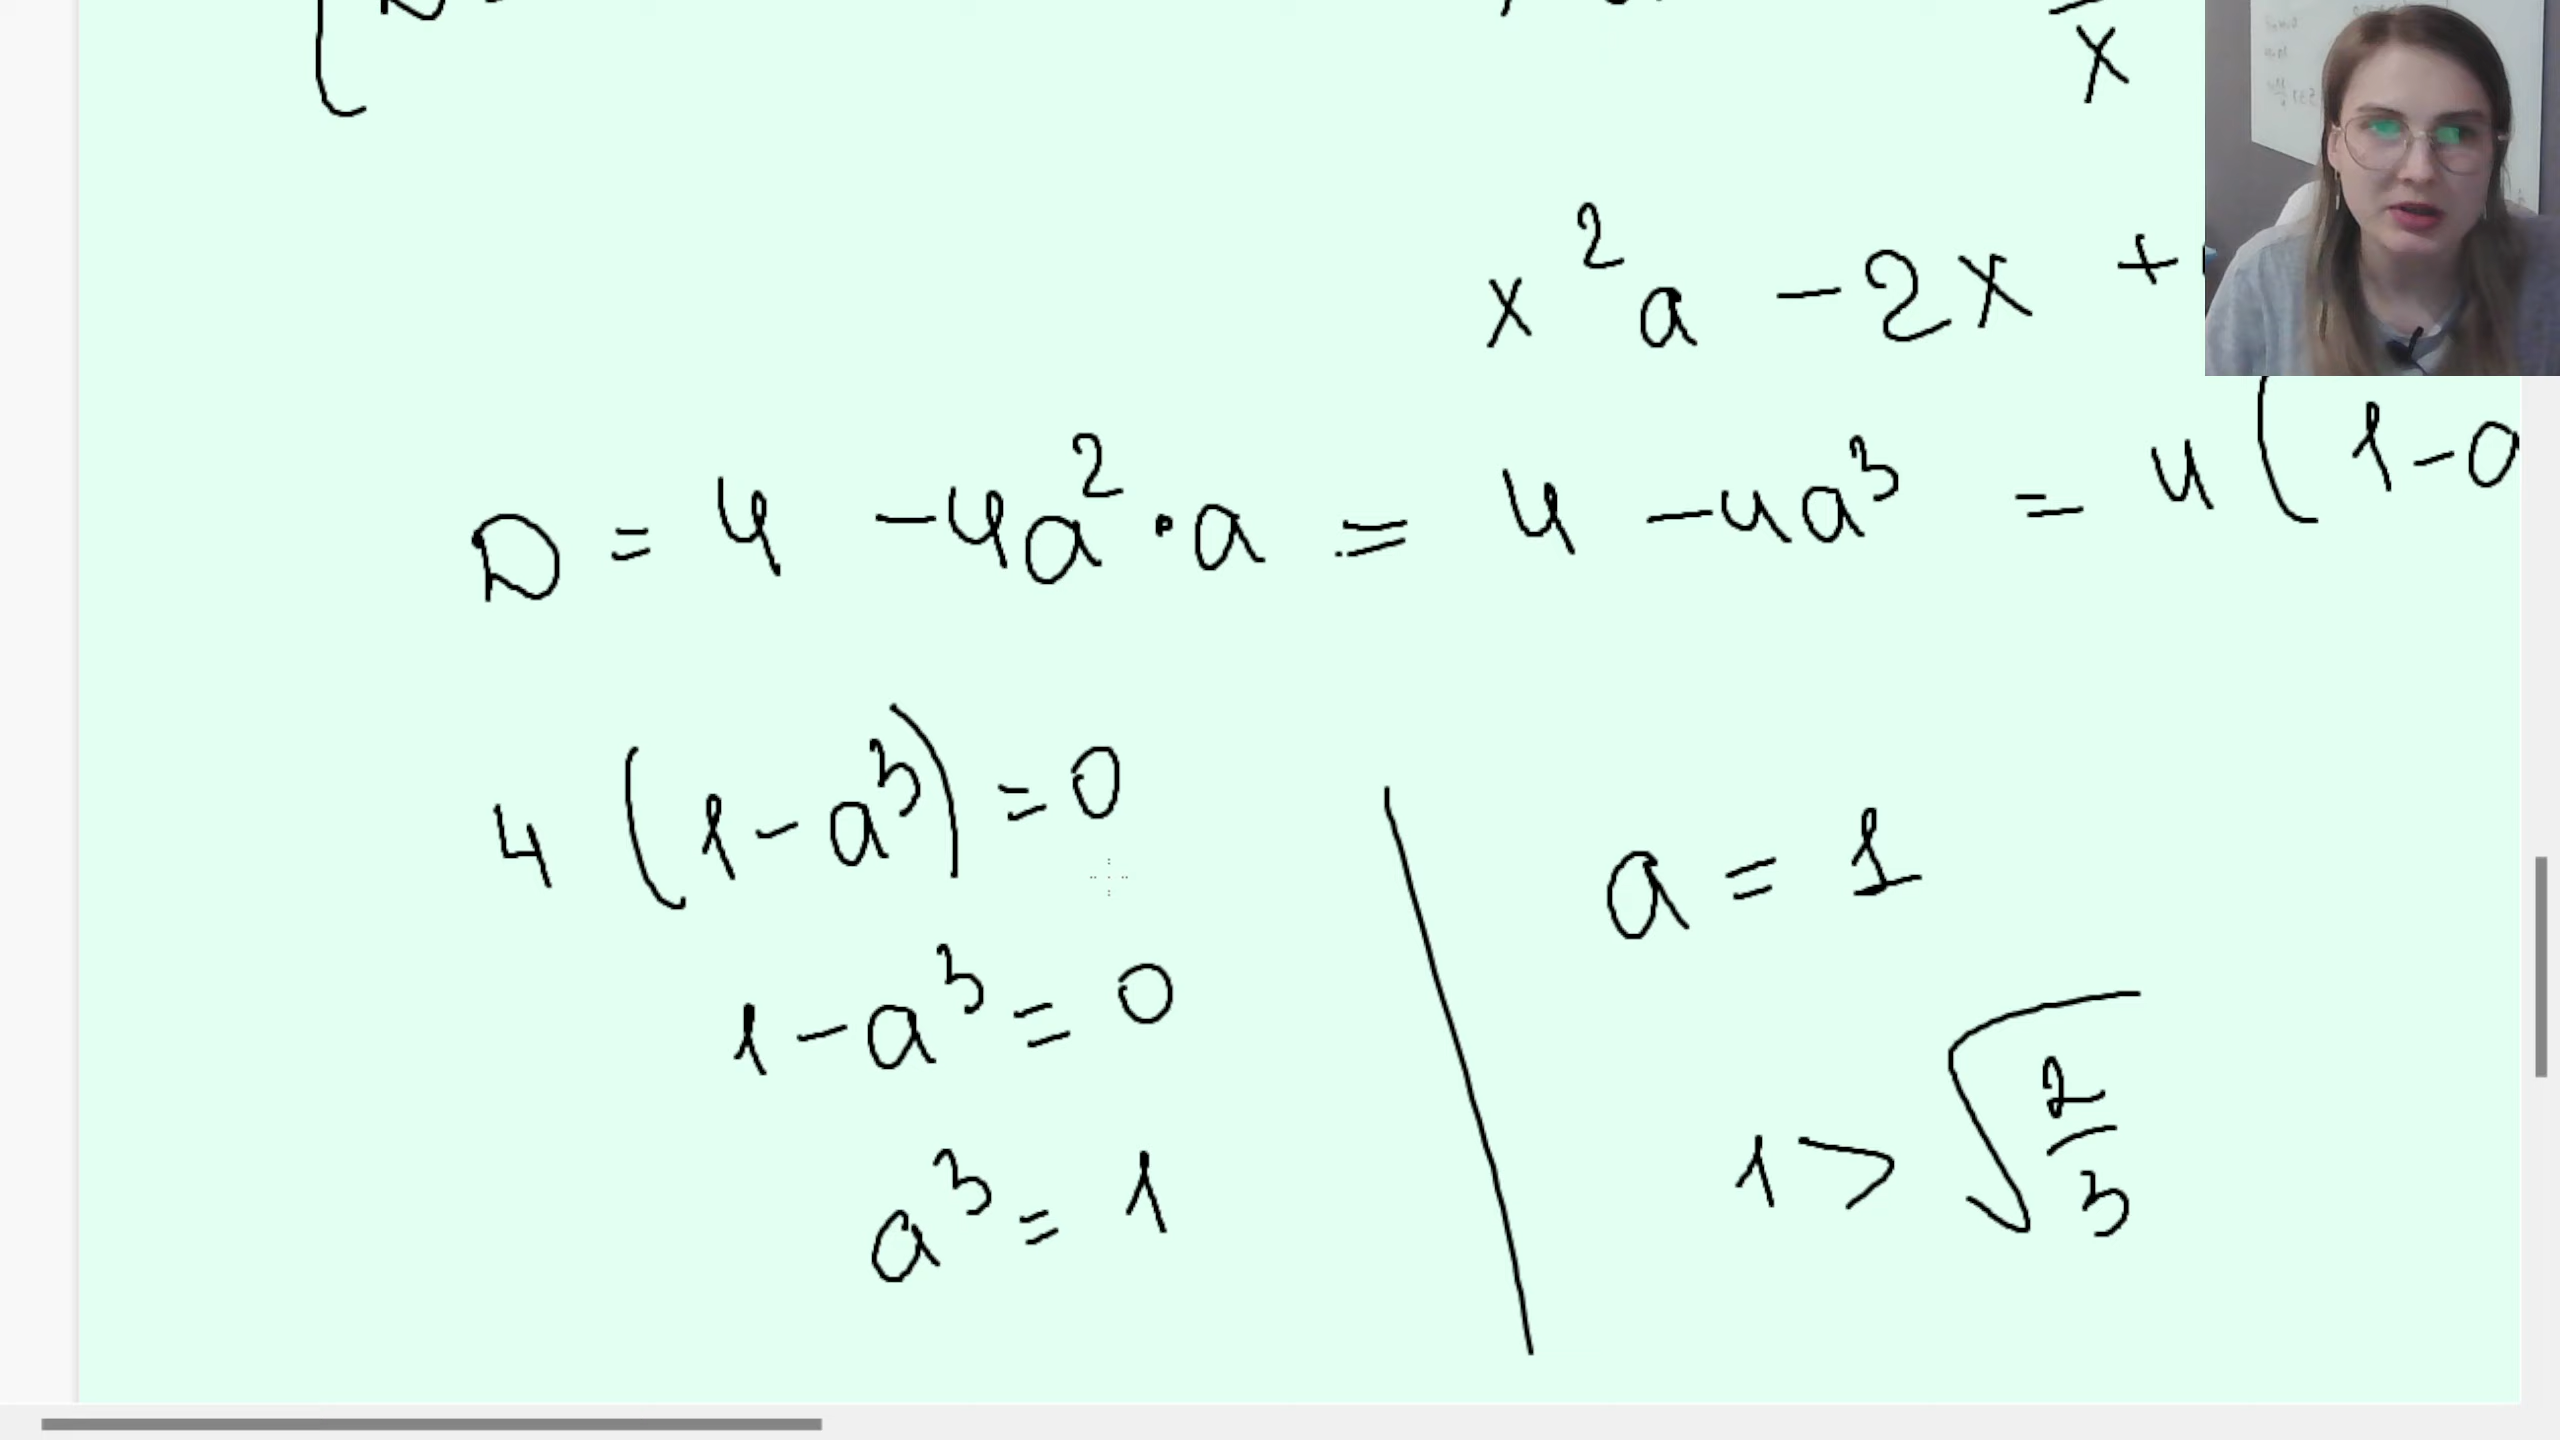 x
x²a - 2x +
D = 4 - 4a²·a = 4 - 4a³ = 4(1-a
4(1-a³) = 0
1 - a³ = 0
a³ = 1
a = 1
1 > √(2/3)